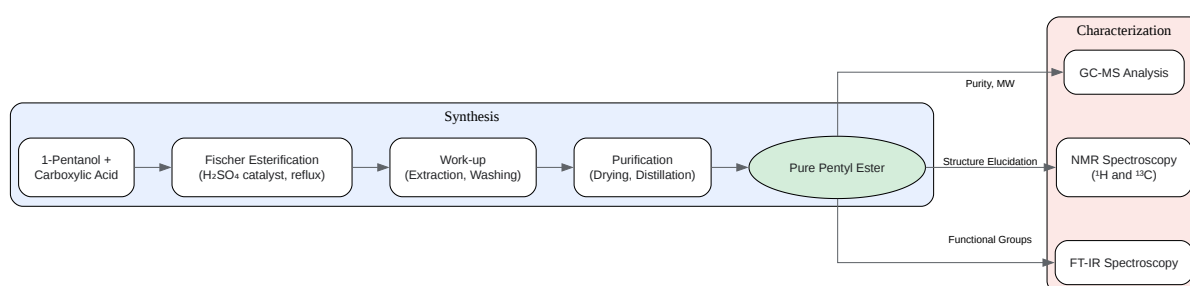 Characterization
GC-MS Analysis
Purity, MW
Synthesis
1-Pentanol +
Carboxylic Acid
Fischer Esterification
(H₂SO₄ catalyst, reflux)
Work-up
(Extraction, Washing)
Purification
(Drying, Distillation)
Pure Pentyl Ester
Structure Elucidation
NMR Spectroscopy
(¹H and ¹³C)
Functional Groups
FT-IR Spectroscopy